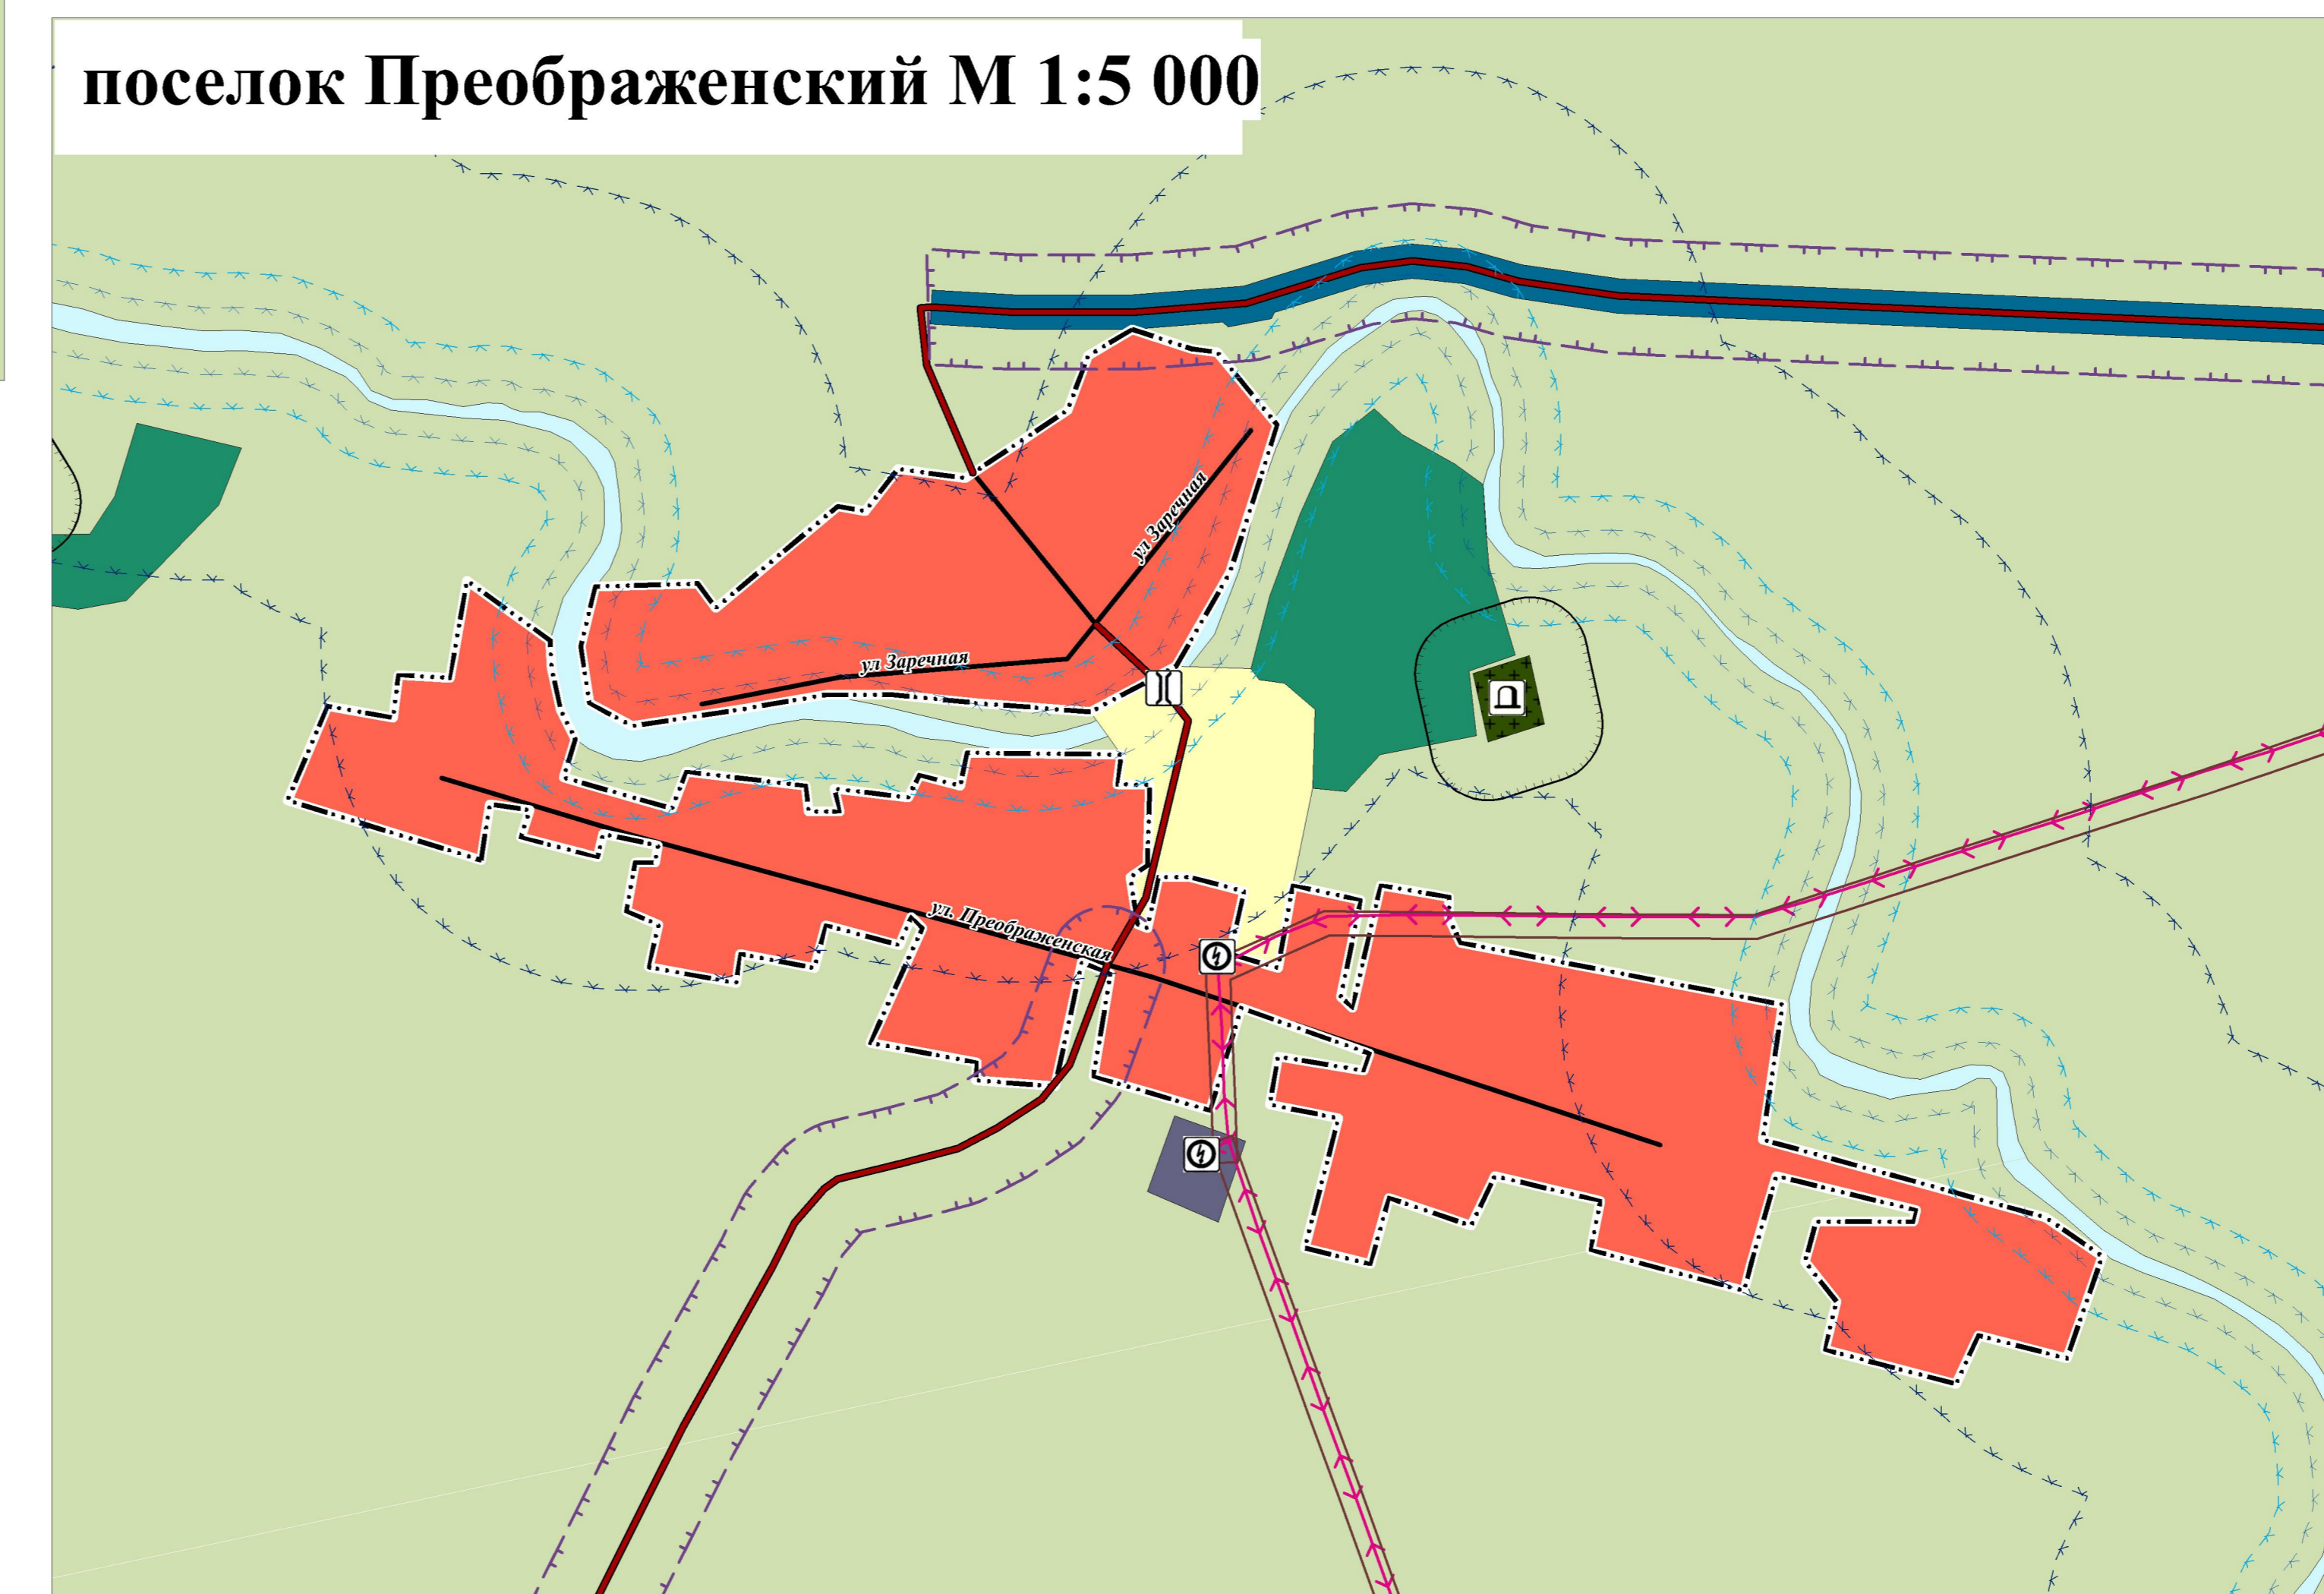 поселок Преображенский М 1:5 000
ул Заречная
ул Заречная
ул. Преображенская